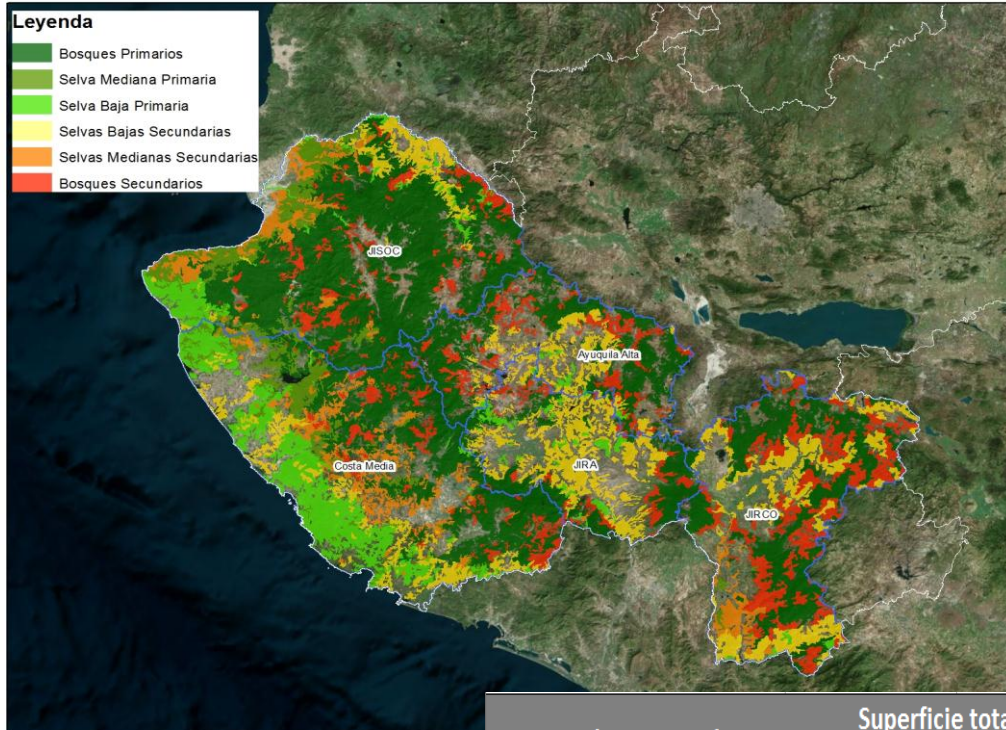 Leyenda
Bosques Primarios
Selva Mediana Primaria
Selva Baja Primaria
Selvas Bajas Secundarias
Selvas Medianas Secundarias
Bosques Secundarios
JISOC
Ayuquila Alta
Costa Media
JIRA
JIRCO
Superficie tota